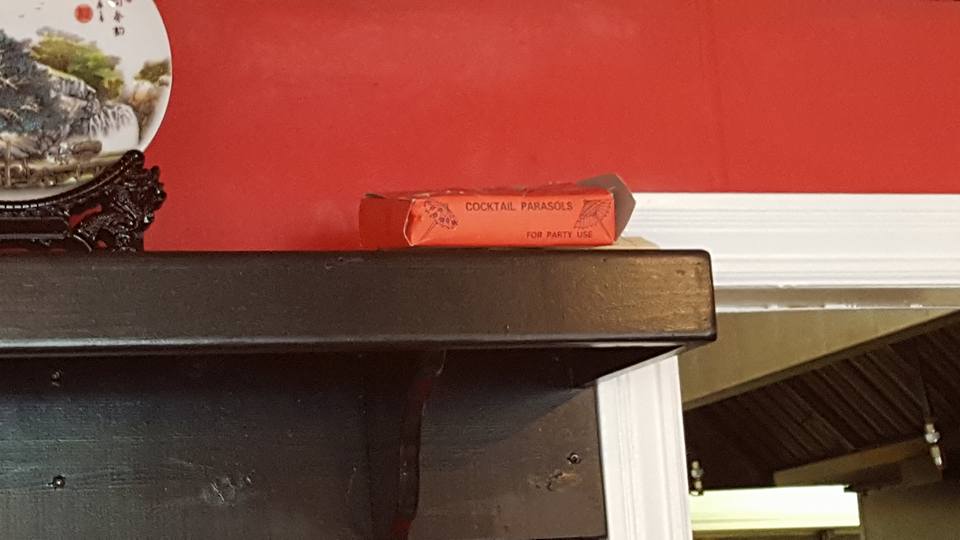 COCKTAIL PARASOLS
FOR PARTY USE